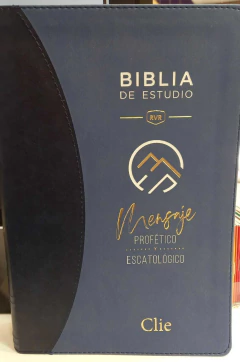 BIBLIA
DE ESTUDIO
RVR
Mensaje
PROFÉTICO
Y
ESCATOLÓGICO
Clie